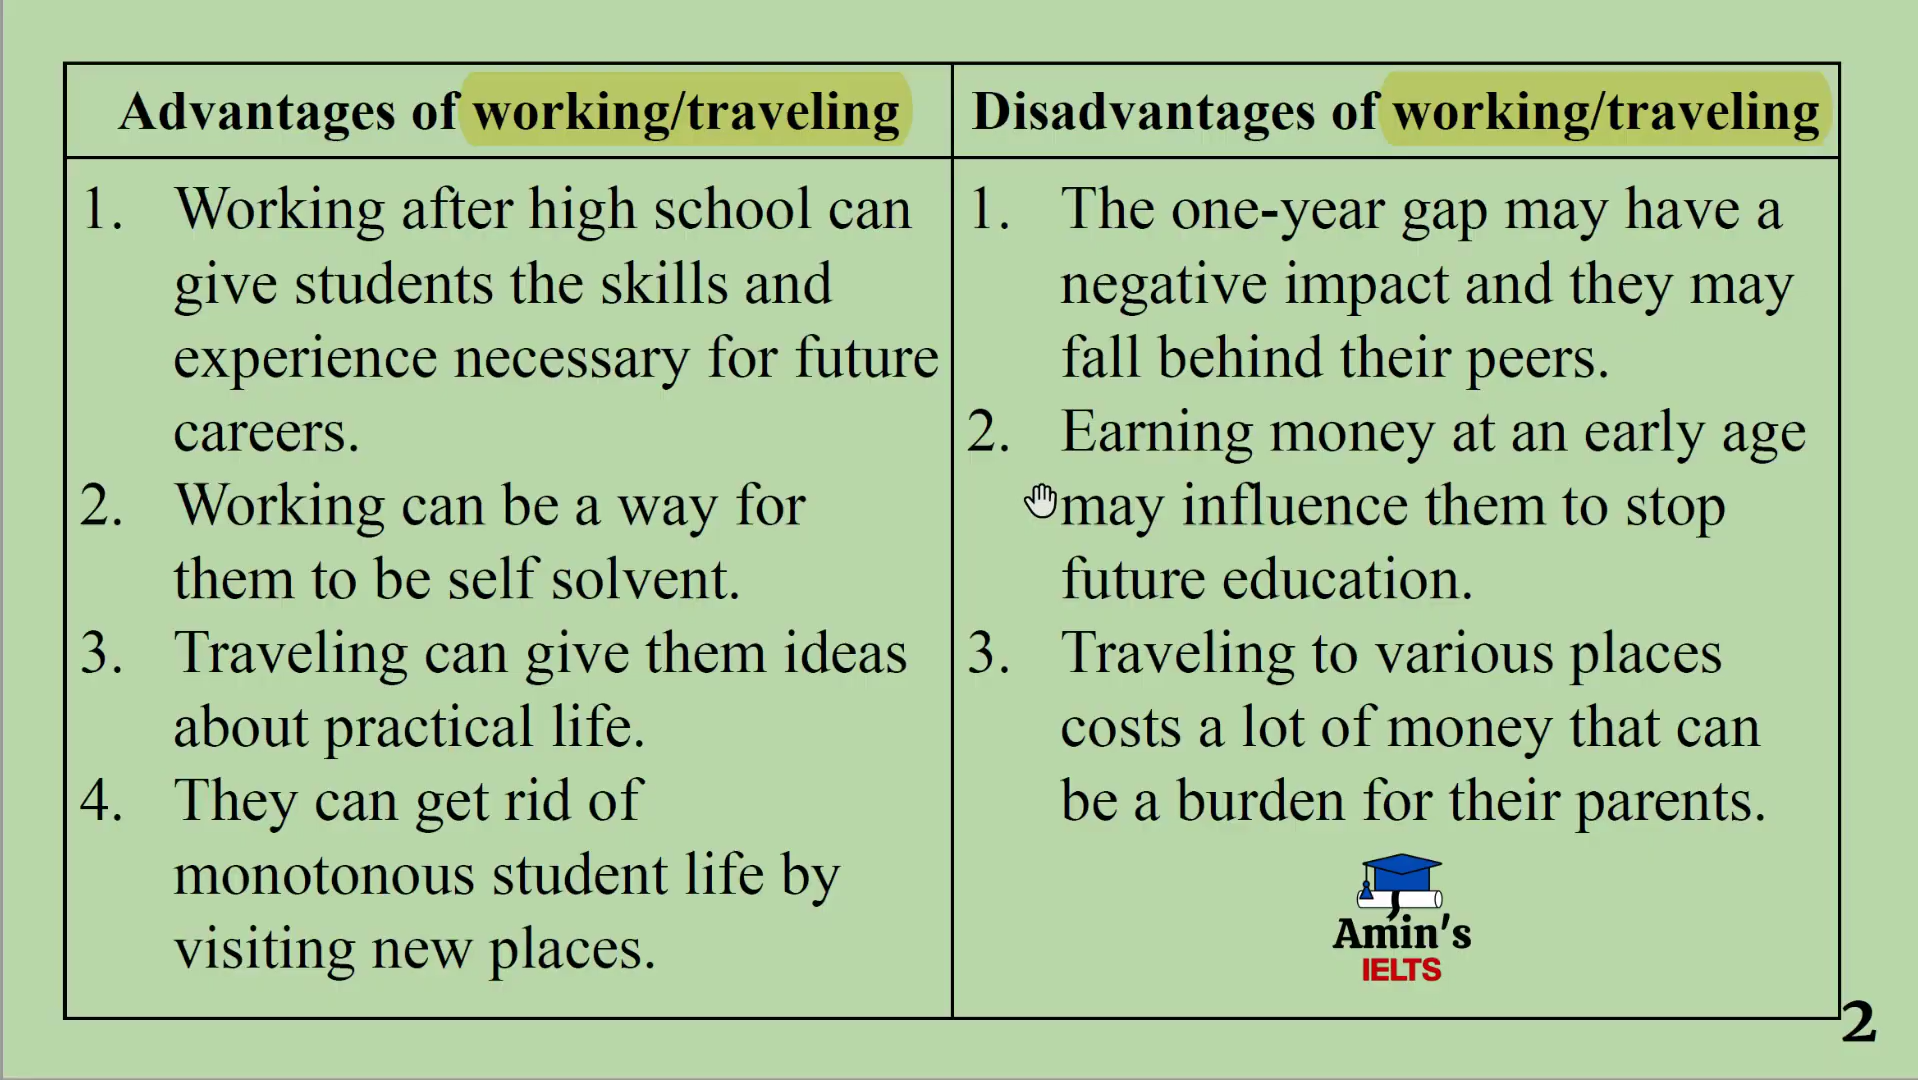 Advantages of working/traveling
1. Working after high school can
give students the skills and
experience necessary for future
careers.
2. Working can be a way for
them to be self solvent.
3. Traveling can give them ideas
about practical life.
4. They can get rid of
monotonous student life by
visiting new places.
Disadvantages of working/traveling
1. The one-year gap may have a
negative impact and they may
fall behind their peers.
2. Earning money at an early age
may influence them to stop
future education.
3. Traveling to various places
costs a lot of money that can
be a burden for their parents.
Amin's
IELTS
2